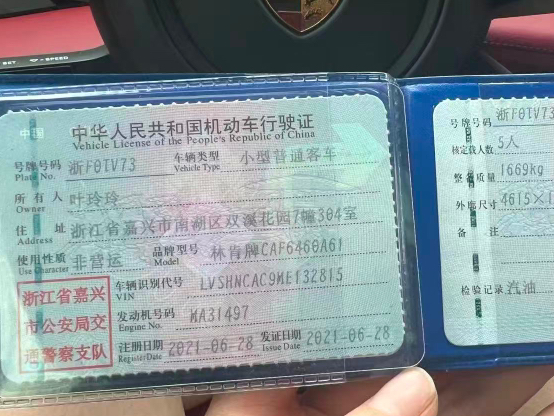 SET
SPEED
中国
中华人民共和国机动车行驶证
Vehicle License of the People's Republic of China
号牌号码 浙F0TV73 车辆类型 小型普通客车
Plate No. Vehicle Type
所有人 叶玲玲
Owner
住址 浙江省嘉兴市南湖区双溪花园7幢304室
Address
使用性质 非营运 品牌型号 林肯牌CAF6460A61
Use Character Model
浙江省嘉兴
市公安局交
通警察支队
车辆识别代号 LVSHNCAC9ME132815
VIN
发动机号码 MA31497
Engine No.
注册日期 2021-06-28 发证日期 2021-06-28
Register Date Issue Date
号牌号码 浙F0TV73
核定载人数 5人
整备质量 1669kg
外廓尺寸 4615×1
备注
检验记录 汽油